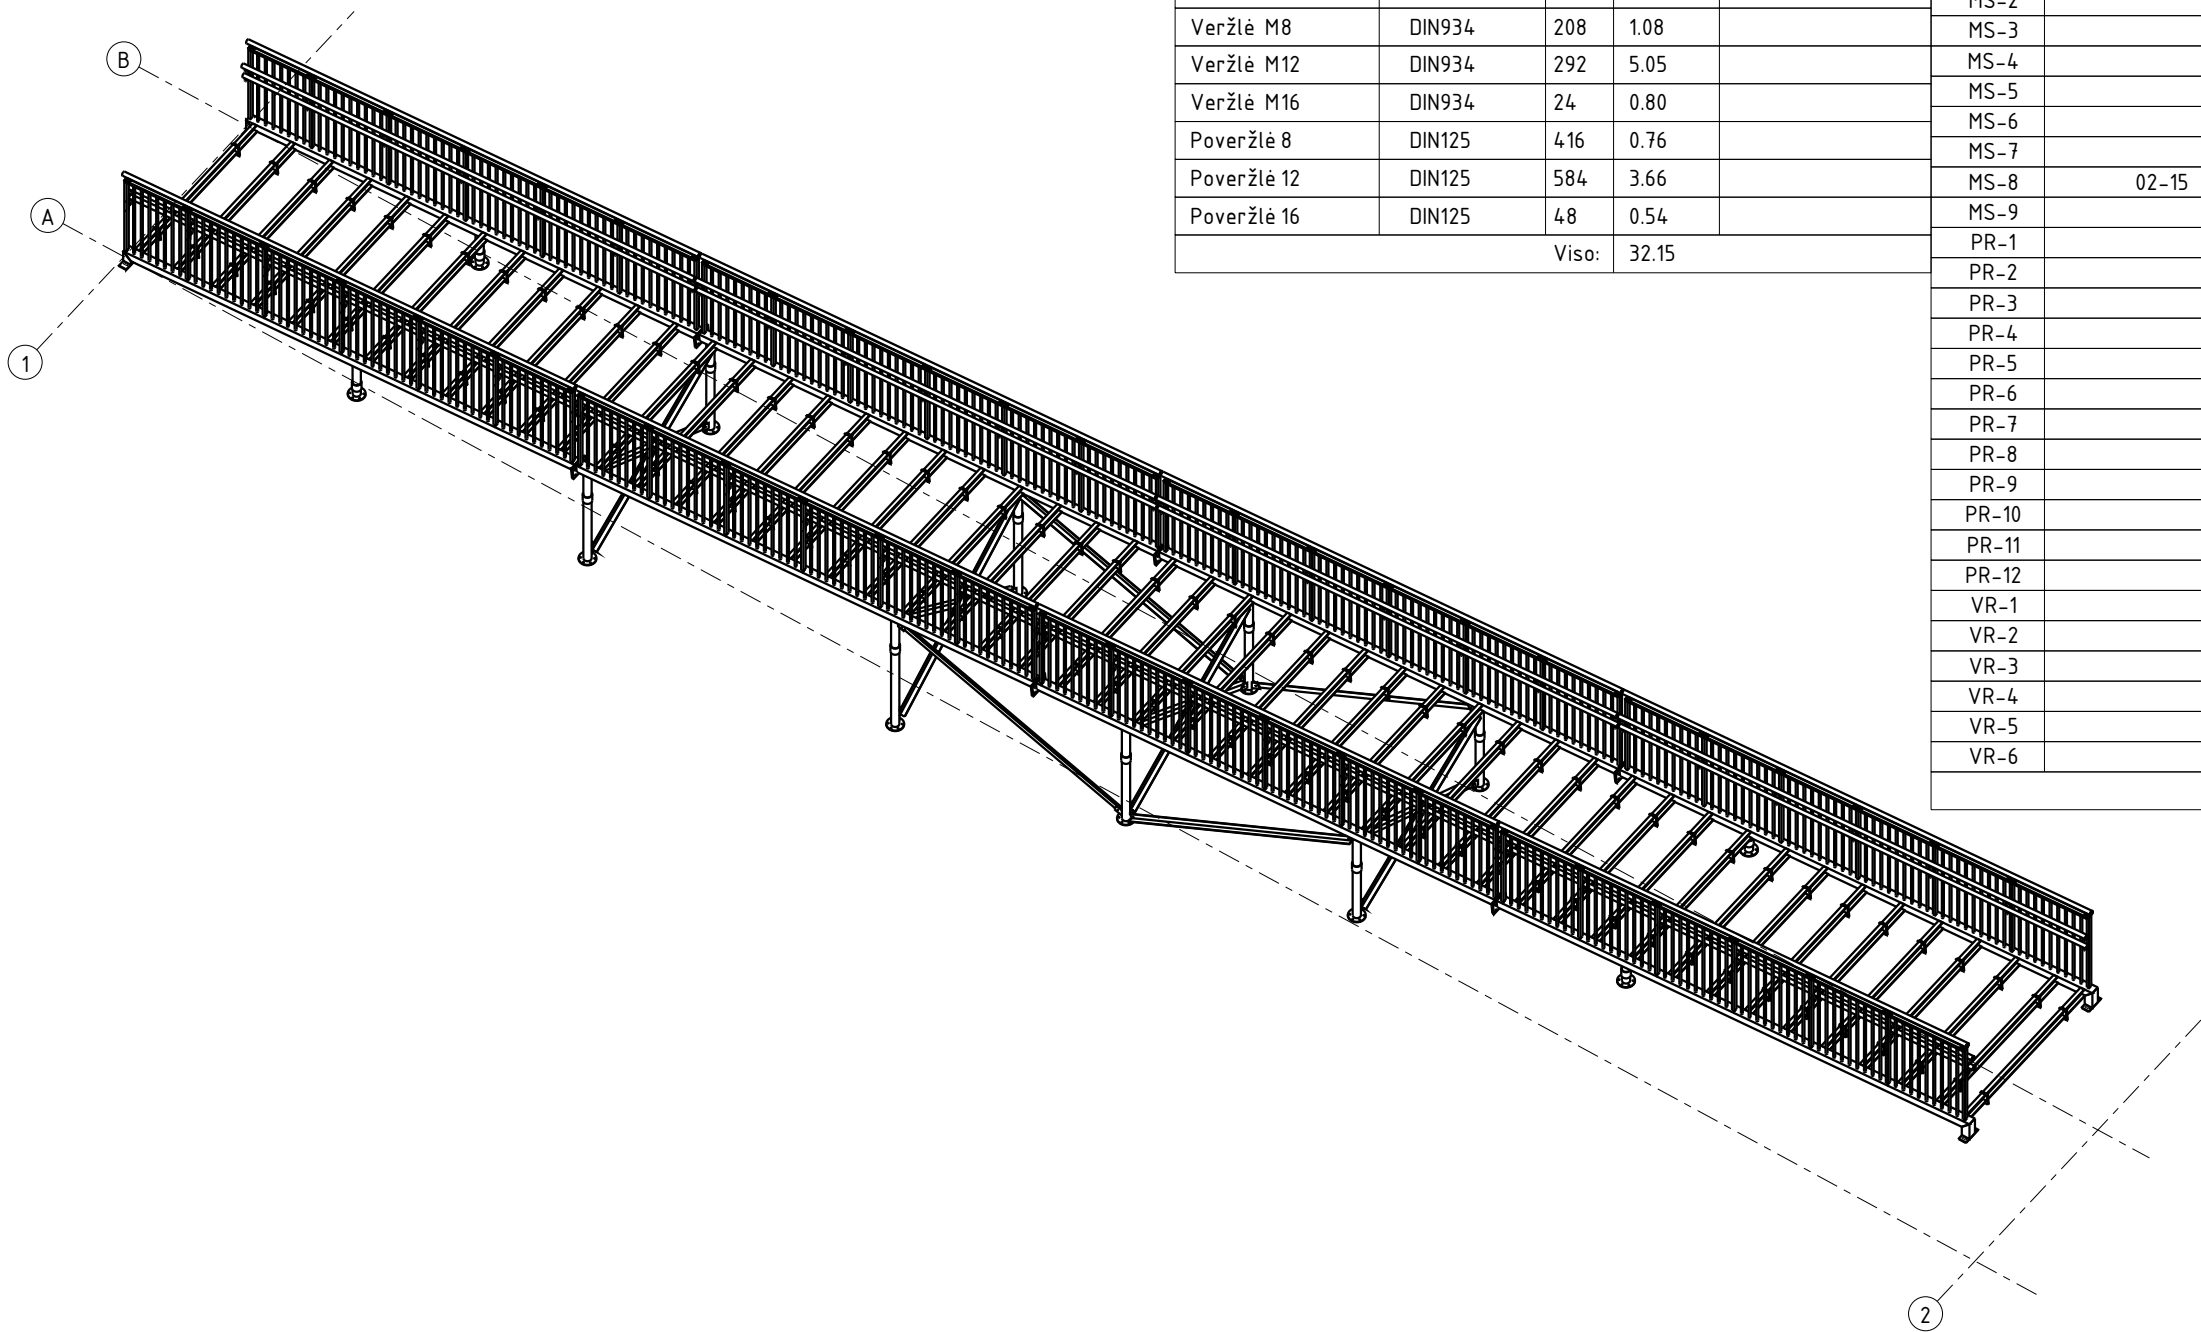 Veržlė M8 DIN934 208 1.08
Veržlė M12 DIN934 292 5.05
Veržlė M16 DIN934 24 0.80
Poveržlė 8 DIN125 416 0.76
Poveržlė 12 DIN125 584 3.66
Poveržlė 16 DIN125 48 0.54
Viso: 32.15
MS-2
MS-3
MS-4
MS-5
MS-6
MS-7
MS-8 02-15
MS-9
PR-1
PR-2
PR-3
PR-4
PR-5
PR-6
PR-7
PR-8
PR-9
PR-10
PR-11
PR-12
VR-1
VR-2
VR-3
VR-4
VR-5
VR-6
B
A
1
2